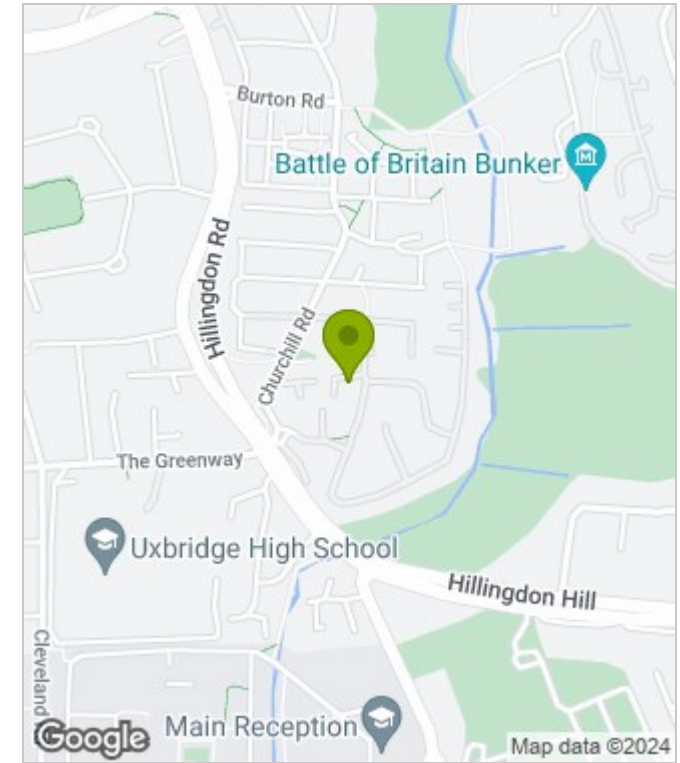 Burton Rd
Battle of Britain Bunker
Hillingdon Rd
Churchill Rd
The Greenway
Uxbridge High School
Hillingdon Hill
Cleveland
Main Reception
Google
Map data ©2024